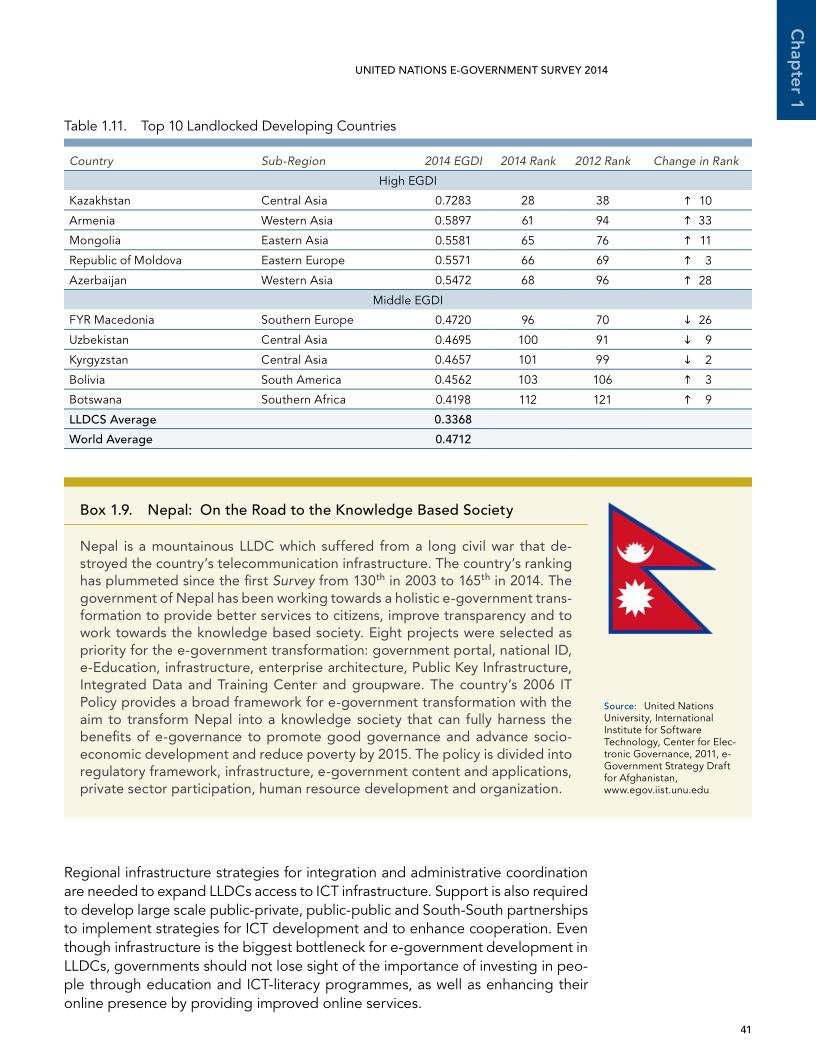 Chapter 1
UNITED NATIONS E-GOVERNMENT SURVEY 2014
Table 1.11. Top 10 Landlocked Developing Countries
Country Sub-Region 2014 EGDI 2014 Rank 2012 Rank Change in Rank
High EGDI
Kazakhstan Central Asia 0.7283 28 38 ↑ 10
Armenia Western Asia 0.5897 61 94 ↑ 33
Mongolia Eastern Asia 0.5581 65 76 ↑ 11
Republic of Moldova Eastern Europe 0.5571 66 69 ↑ 3
Azerbaijan Western Asia 0.5472 68 96 ↑ 28
Middle EGDI
FYR Macedonia Southern Europe 0.4720 96 70 ↓ 26
Uzbekistan Central Asia 0.4695 100 91 ↓ 9
Kyrgyzstan Central Asia 0.4657 101 99 ↓ 2
Bolivia South America 0.4562 103 106 ↑ 3
Botswana Southern Africa 0.4198 112 121 ↑ 9
LLDCS Average 0.3368
World Average 0.4712
Box 1.9. Nepal: On the Road to the Knowledge Based Society
Nepal is a mountainous LLDC which suffered from a long civil war that de-
stroyed the country's telecommunication infrastructure. The country's ranking
has plummeted since the first Survey from 130th in 2003 to 165th in 2014. The
government of Nepal has been working towards a holistic e-government trans-
formation to provide better services to citizens, improve transparency and to
work towards the knowledge based society. Eight projects were selected as
priority for the e-government transformation: government portal, national ID,
e-Education, infrastructure, enterprise architecture, Public Key Infrastructure,
Integrated Data and Training Center and groupware. The country's 2006 IT
Policy provides a broad framework for e-government transformation with the
aim to transform Nepal into a knowledge society that can fully harness the
benefits of e-governance to promote good governance and advance socio-
economic development and reduce poverty by 2015. The policy is divided into
regulatory framework, infrastructure, e-government content and applications,
private sector participation, human resource development and organization.
Source: United Nations
University, International
Institute for Software
Technology, Center for Elec-
tronic Governance, 2011, e-
Government Strategy Draft
for Afghanistan,
www.egov.iist.unu.edu
Regional infrastructure strategies for integration and administrative coordination
are needed to expand LLDCs access to ICT infrastructure. Support is also required
to develop large scale public-private, public-public and South-South partnerships
to implement strategies for ICT development and to enhance cooperation. Even
though infrastructure is the biggest bottleneck for e-government development in
LLDCs, governments should not lose sight of the importance of investing in peo-
ple through education and ICT-literacy programmes, as well as enhancing their
online presence by providing improved online services.
41